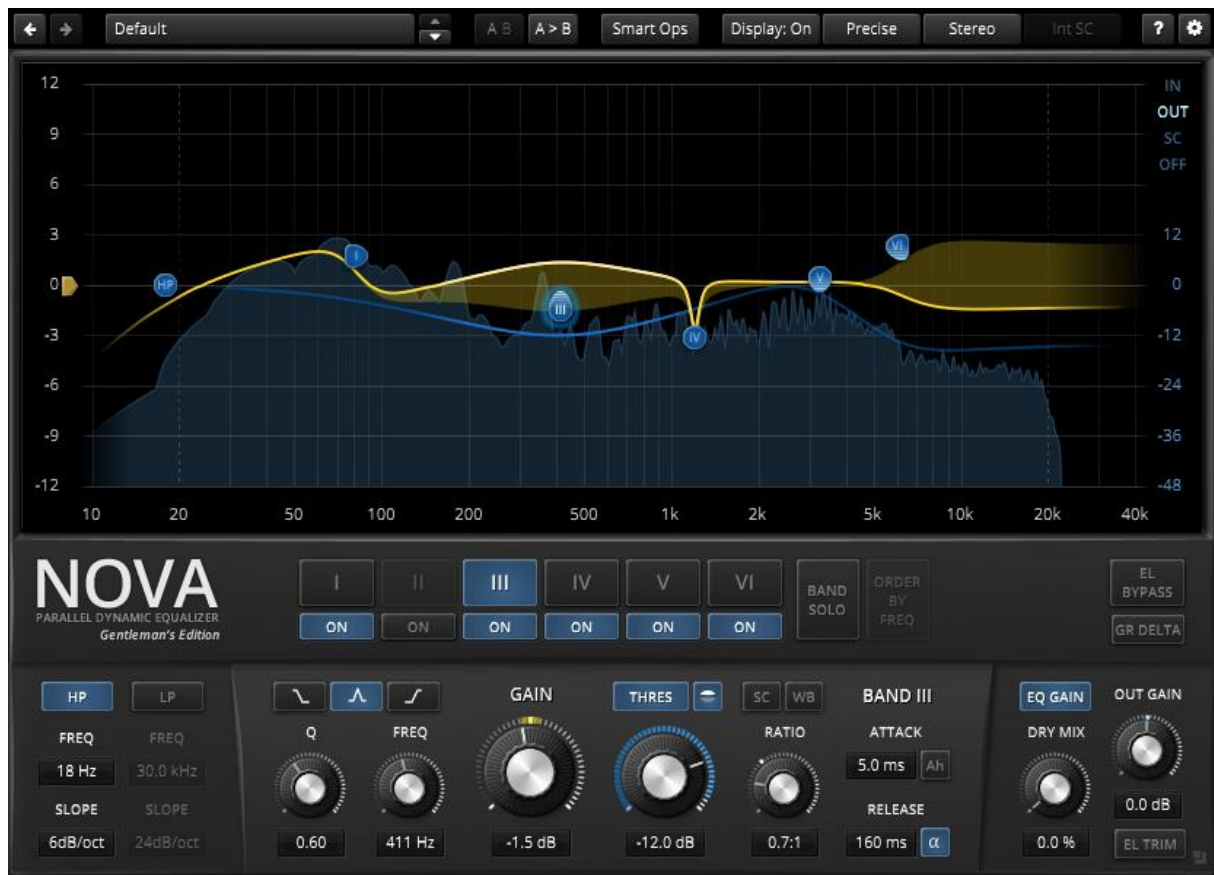 Default A B A > B Smart Ops Display: On Precise Stereo Int SC ?
12 IN
OUT
9 SC
OFF
6
3 12
VI
I
HP V
0 0
III
-3 IV -12
-6 -24
-9 -36
-12 -48
10 20 50 100 200 500 1k 2k 5k 10k 20k 40k
NOVA
PARALLEL DYNAMIC EQUALIZER
Gentleman's Edition
I II III IV V VI
ON ON ON ON ON ON
BAND
SOLO
ORDER
BY
FREQ
EL
BYPASS
GR DELTA
HP LP
FREQ FREQ
18 Hz 30.0 kHz
SLOPE SLOPE
6dB/oct 24dB/oct
GAIN THRES SC WB BAND III
Q FREQ RATIO ATTACK
5.0 ms Ah
RELEASE
0.60 411 Hz -1.5 dB -12.0 dB 0.7:1 160 ms α
EQ GAIN OUT GAIN
DRY MIX
0.0 dB
0.0 % EL TRIM